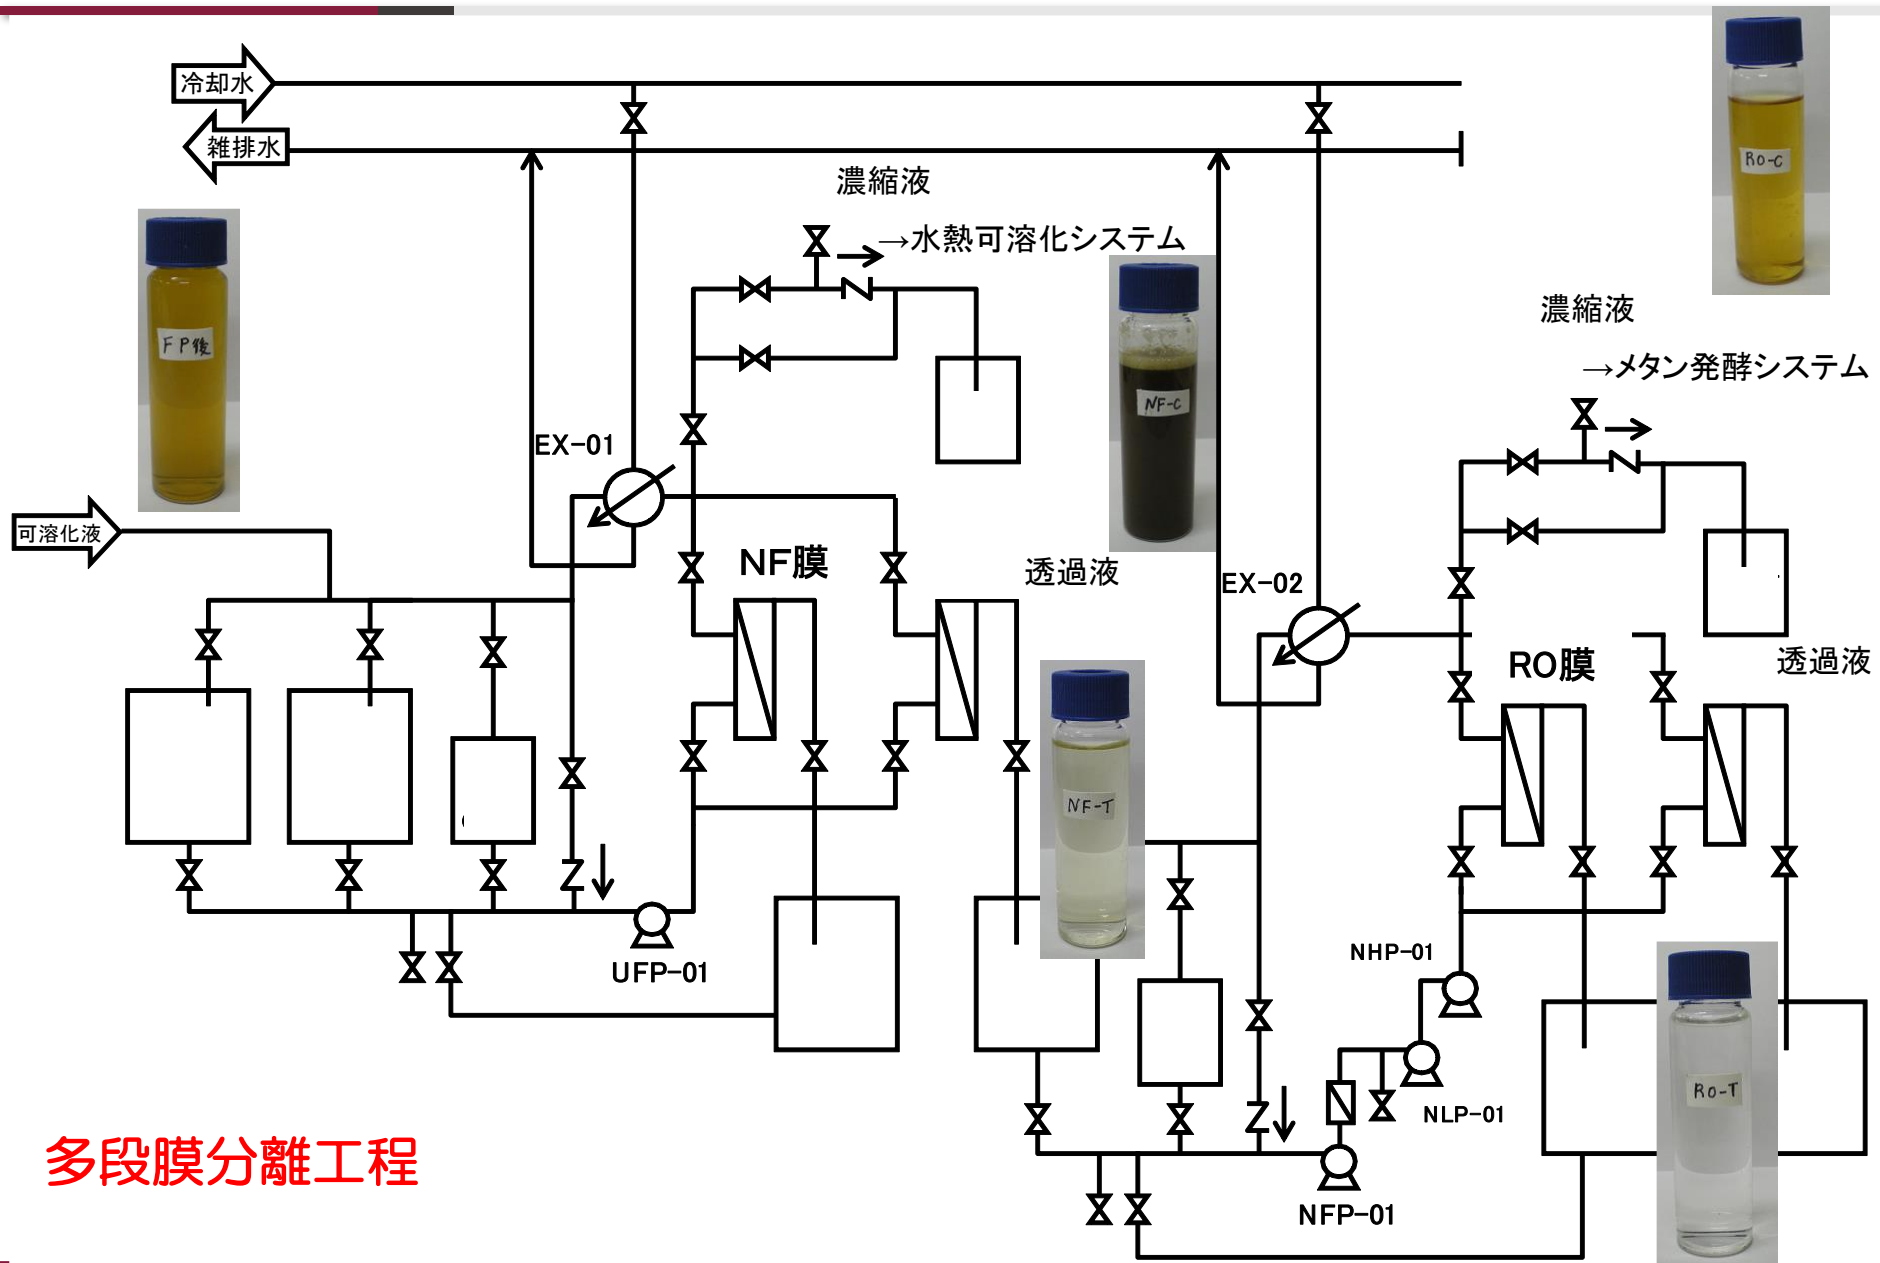 冷却水
雑排水
RO-C
濃縮液
→水熱可溶化システム
FP後
NF-C
濃縮液
→メタン発酵システム
EX-01
可溶化液
NF膜
透過液
EX-02
RO膜
透過液
NF-T
UFP-01
NHP-01
NLP-01
RO-T
多段膜分離工程
NFP-01